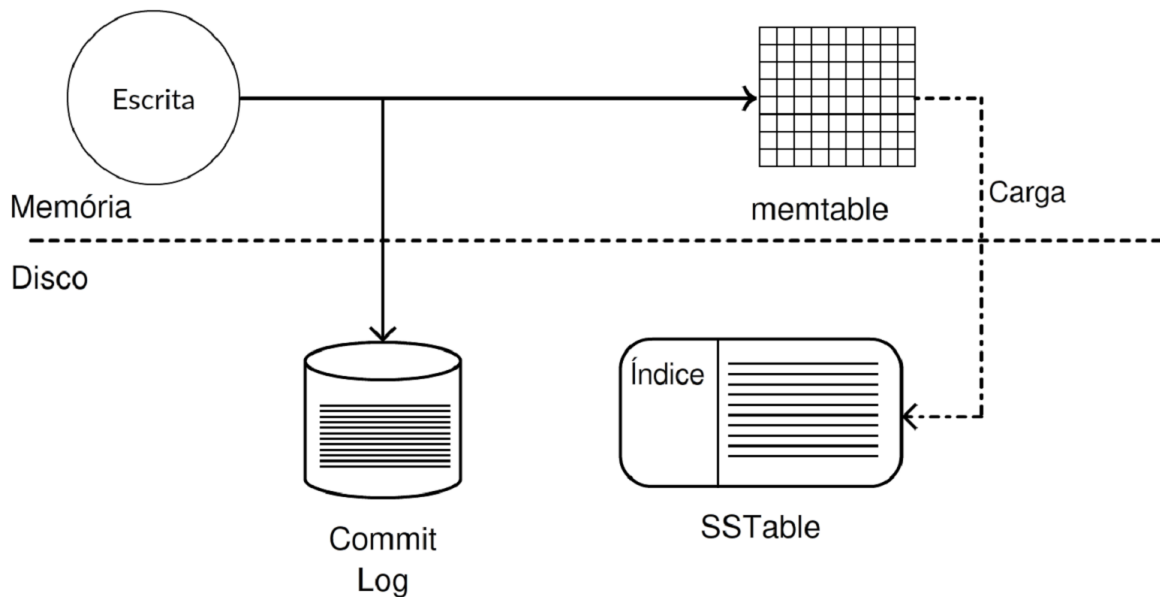 Escrita
Memória
memtable
Carga
Disco
Índice
SSTable
Commit
Log